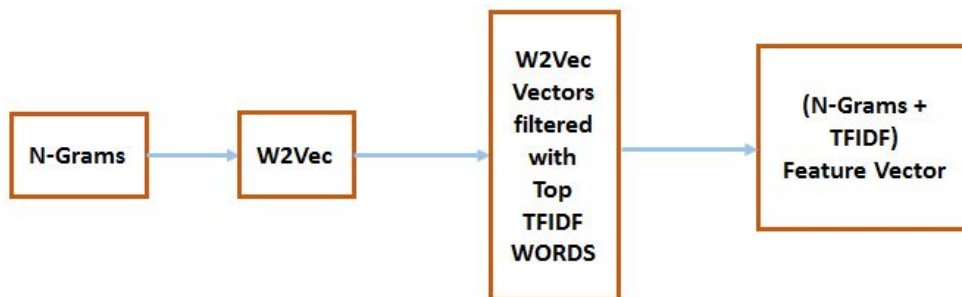 N-Grams
W2Vec
W2Vec
Vectors
filtered
with
Top
TFIDF
WORDS
(N-Grams +
TFIDF)
Feature Vector